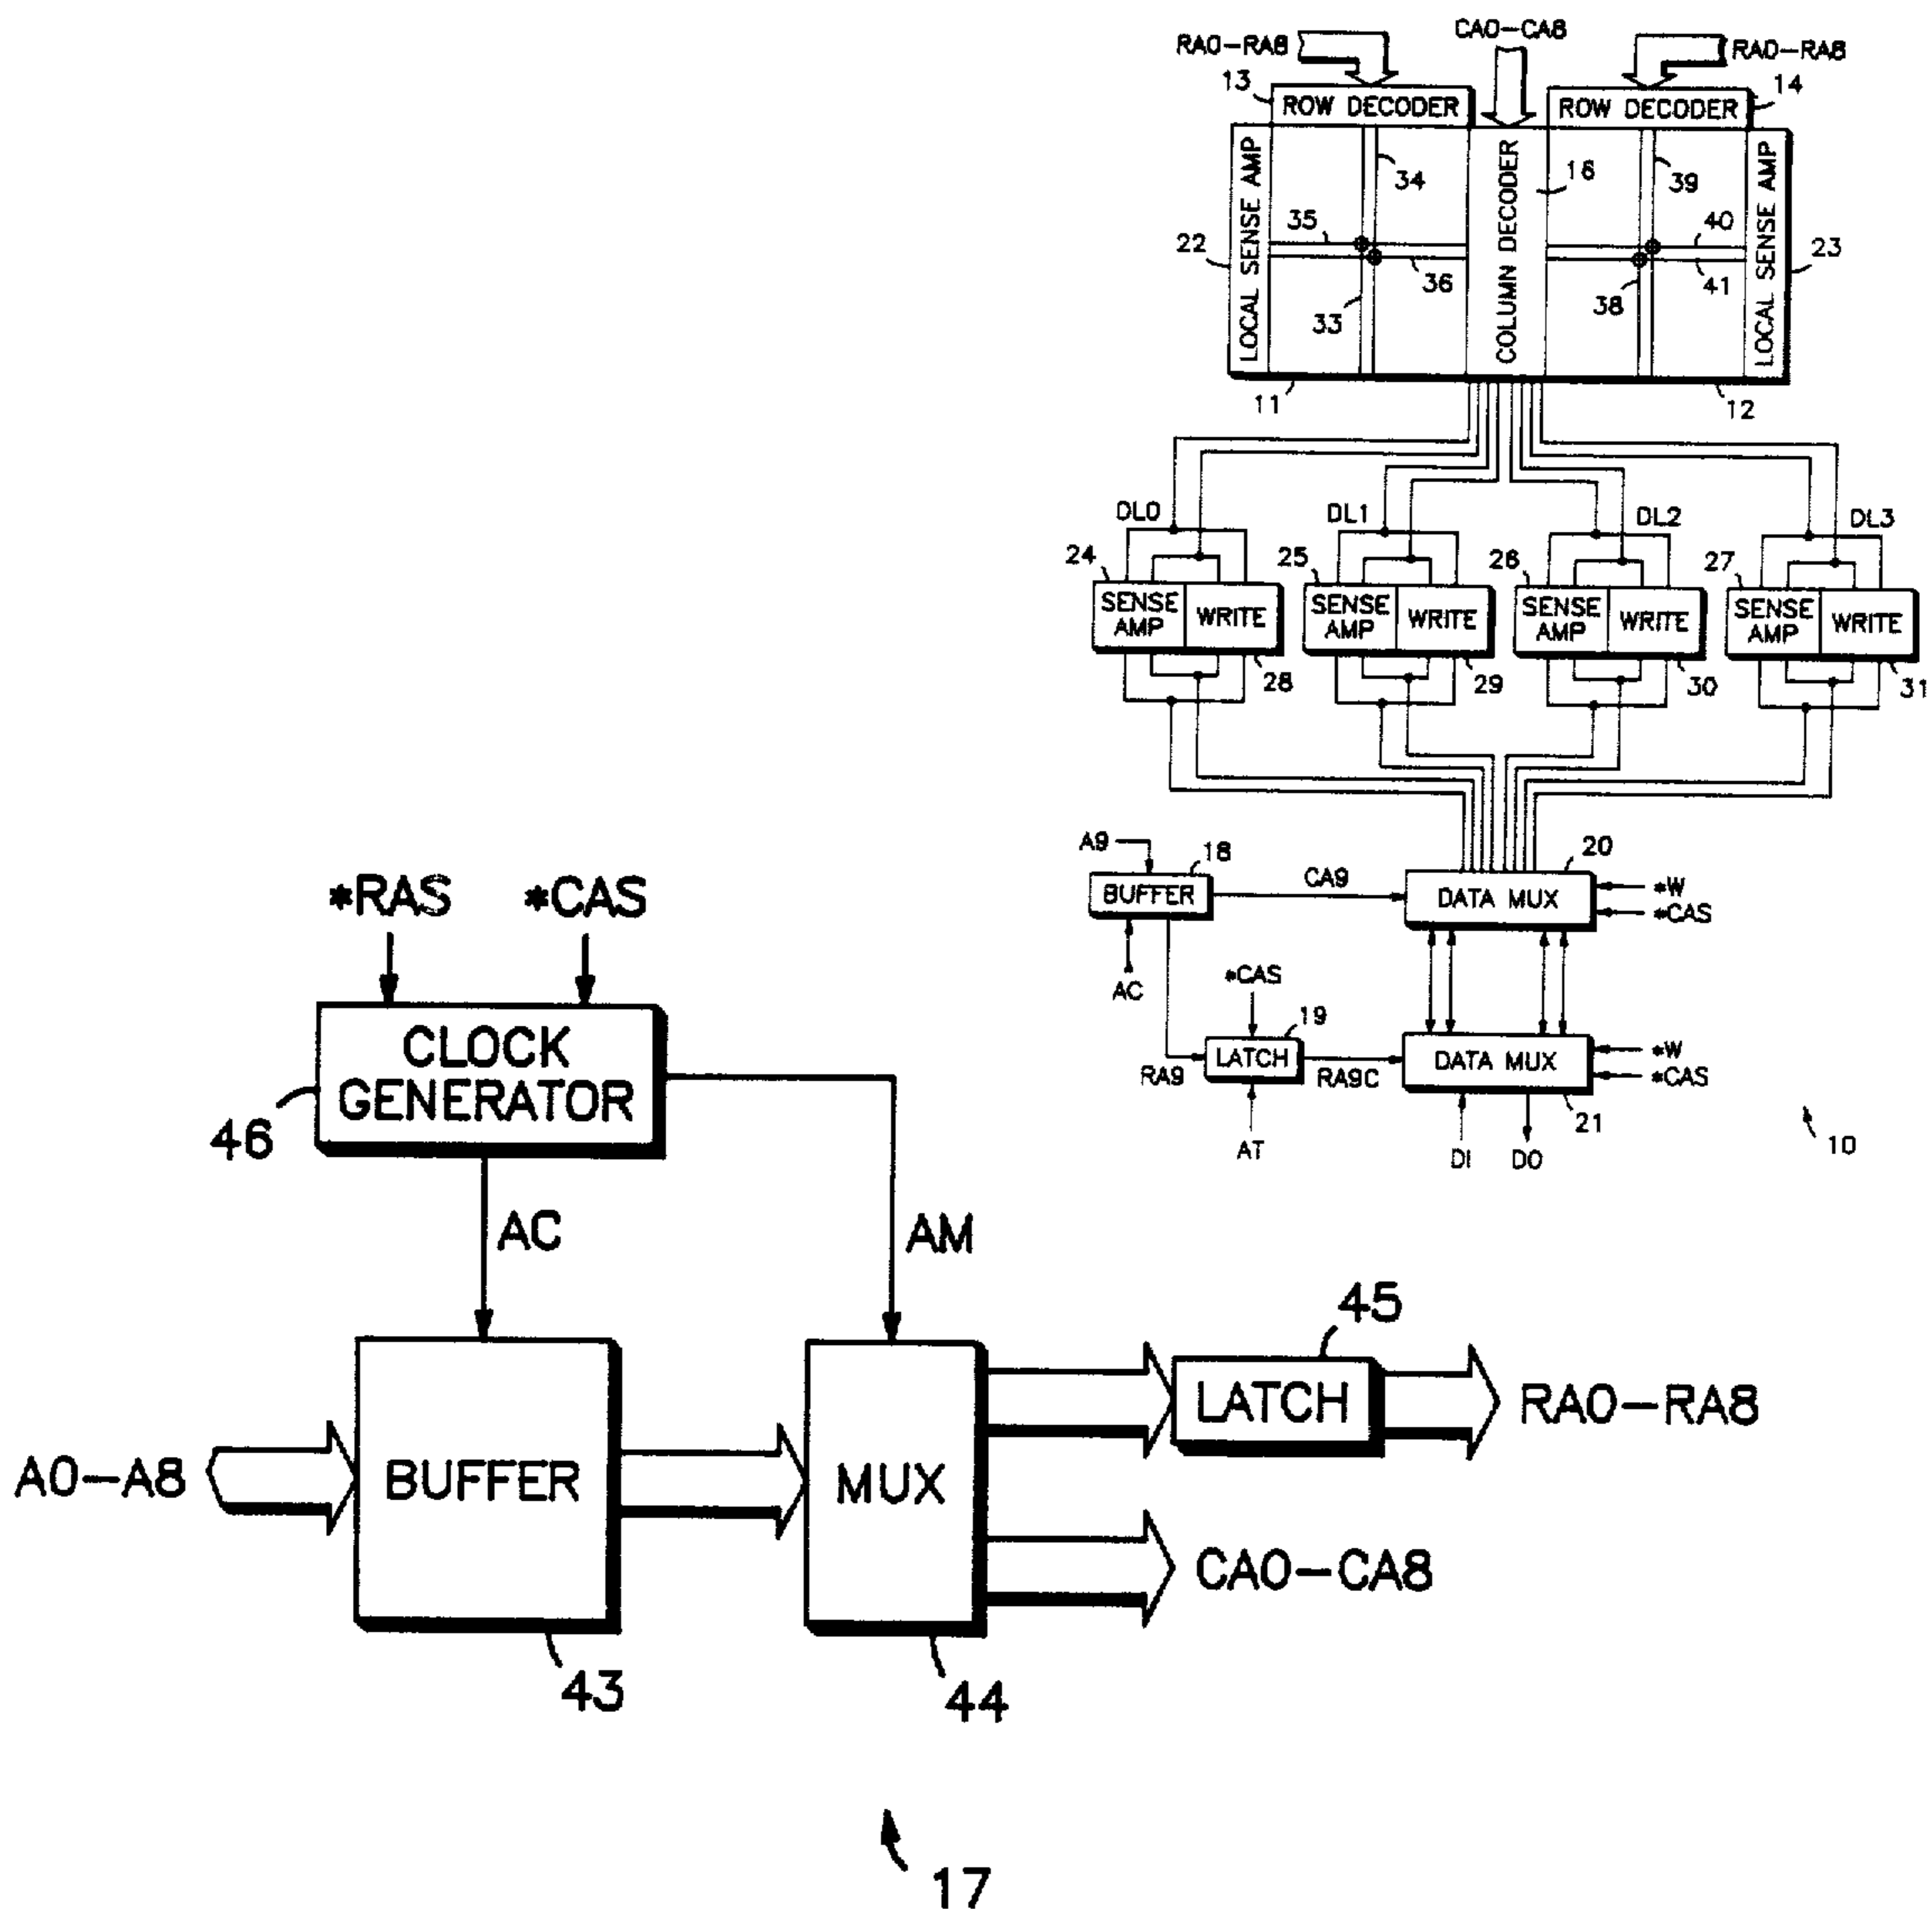 RA0-RA8
CA0-CA8
RA0-RA8
13
ROW DECODER
ROW DECODER
14
LOCAL SENSE AMP
34
COLUMN DECODER
16
39
LOCAL SENSE AMP
35
40
22
23
36
41
33
38
11
12
DL0
DL1
DL2
DL3
24
25
26
27
SENSE AMP
WRITE
SENSE AMP
WRITE
SENSE AMP
WRITE
SENSE AMP
WRITE
28
29
30
31
A9
18
20
BUFFER
CA9
DATA MUX
*W
*CAS
AC
*CAS
19
LATCH
RA9
RA9C
DATA MUX
*W
*CAS
21
AT
DI
DO
10
*RAS
*CAS
CLOCK
GENERATOR
46
AC
AM
45
A0-A8
BUFFER
MUX
LATCH
RA0-RA8
CA0-CA8
43
44
17